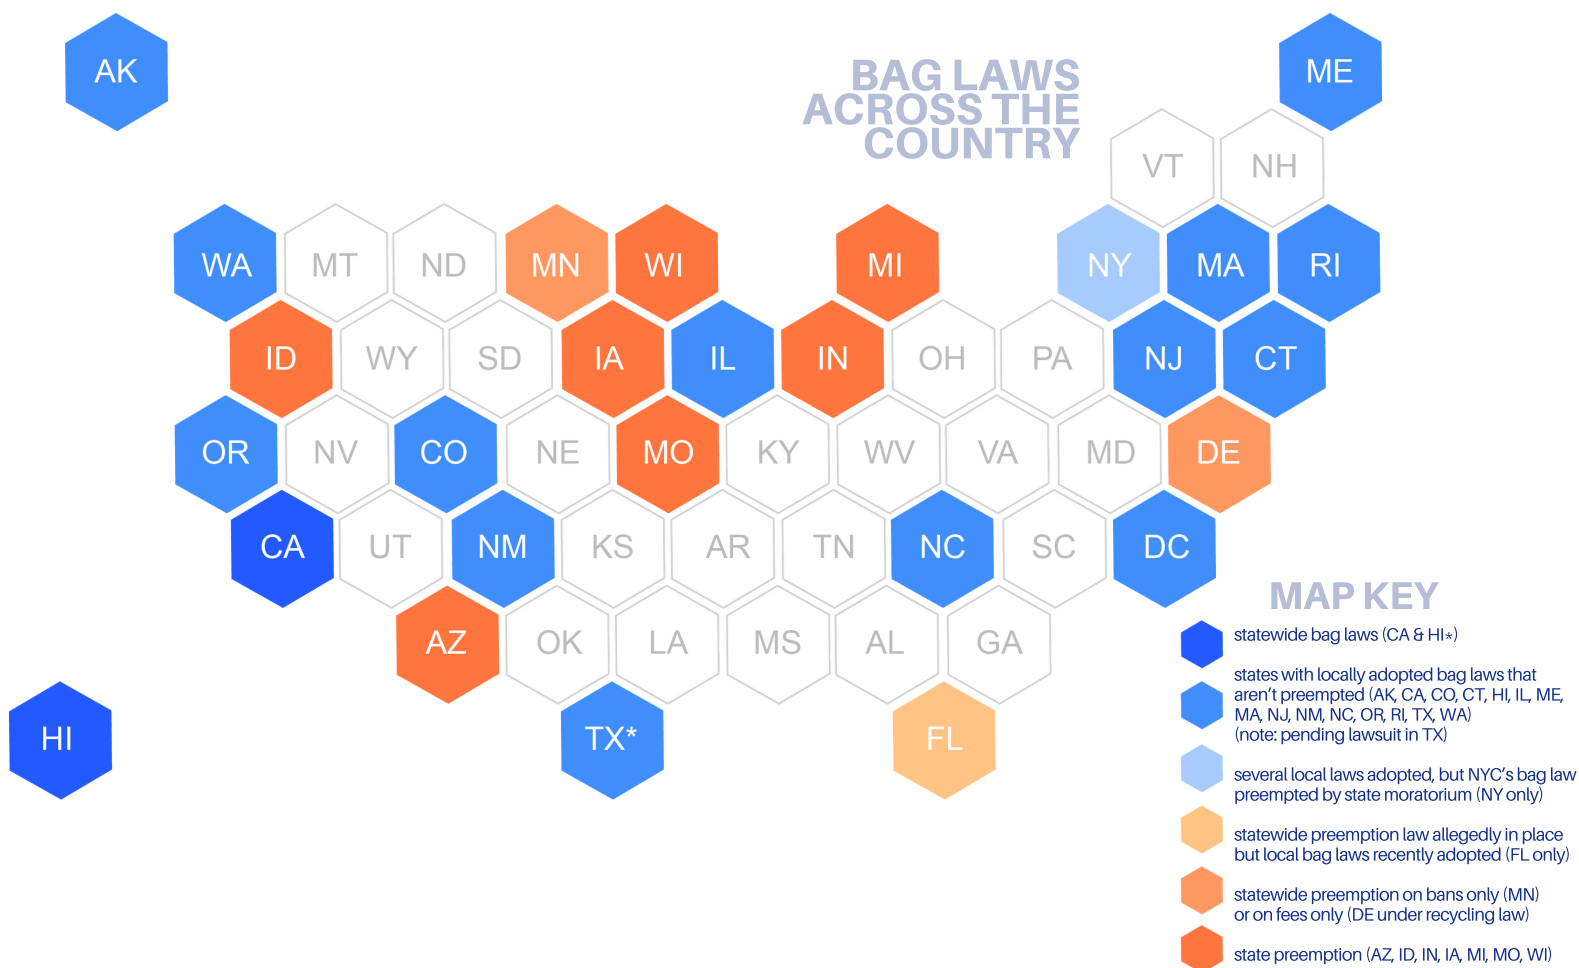 AK
ME
BAG LAWS
ACROSS THE
COUNTRY
VT
NH
WA
MT
ND
MN
WI
MI
NY
MA
RI
ID
WY
SD
IA
IL
IN
OH
PA
NJ
CT
OR
NV
CO
NE
MO
KY
WV
VA
MD
DE
CA
UT
NM
KS
AR
TN
NC
SC
DC
AZ
OK
LA
MS
AL
GA
HI
TX*
FL
MAP KEY
statewide bag laws (CA & HI*)
states with locally adopted bag laws that
aren't preempted (AK, CA, CO, CT, HI, IL, ME,
MA, NJ, NM, NC, OR, RI, TX, WA)
(note: pending lawsuit in TX)
several local laws adopted, but NYC's bag law
preempted by state moratorium (NY only)
statewide preemption law allegedly in place
but local bag laws recently adopted (FL only)
statewide preemption on bans only (MN)
or on fees only (DE under recycling law)
state preemption (AZ, ID, IN, IA, MI, MO, WI)